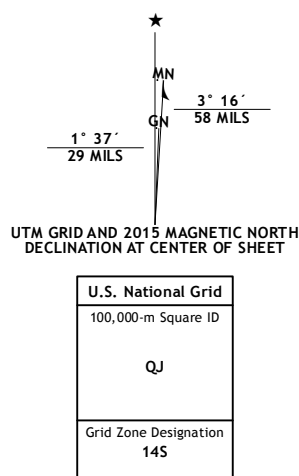 ★
MN
3° 16´
58 MILS
GN
1° 37´
29 MILS
UTM GRID AND 2015 MAGNETIC NORTH
DECLINATION AT CENTER OF SHEET
U.S. National Grid
100,000-m Square ID
QJ
Grid Zone Designation
14S